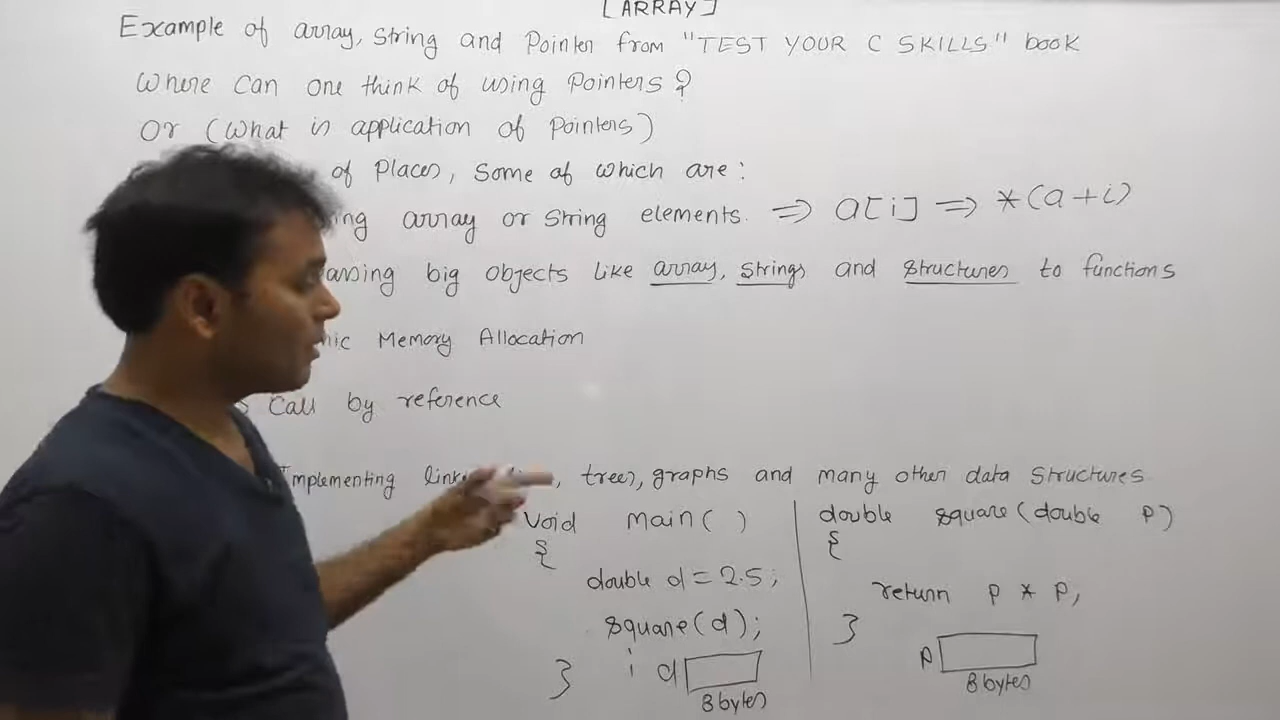 [ARRAY]
Example of array, string and Pointer from "TEST YOUR C SKILLS" book
Where can one think of using Pointers?
Or (What is application of Pointers)
of Places, Some of which are:
array or string elements. ⇒ a[i] ⇒ *(a+i)
big objects like array, strings and structures to functions
Memory Allocation
Call by reference
Implementing trees, graphs and many other data Structures
void main( )
{
double d = 2.5;
square(d);
}
i d
8 bytes
double square(double p)
{
return p * p,
}
p
8 bytes